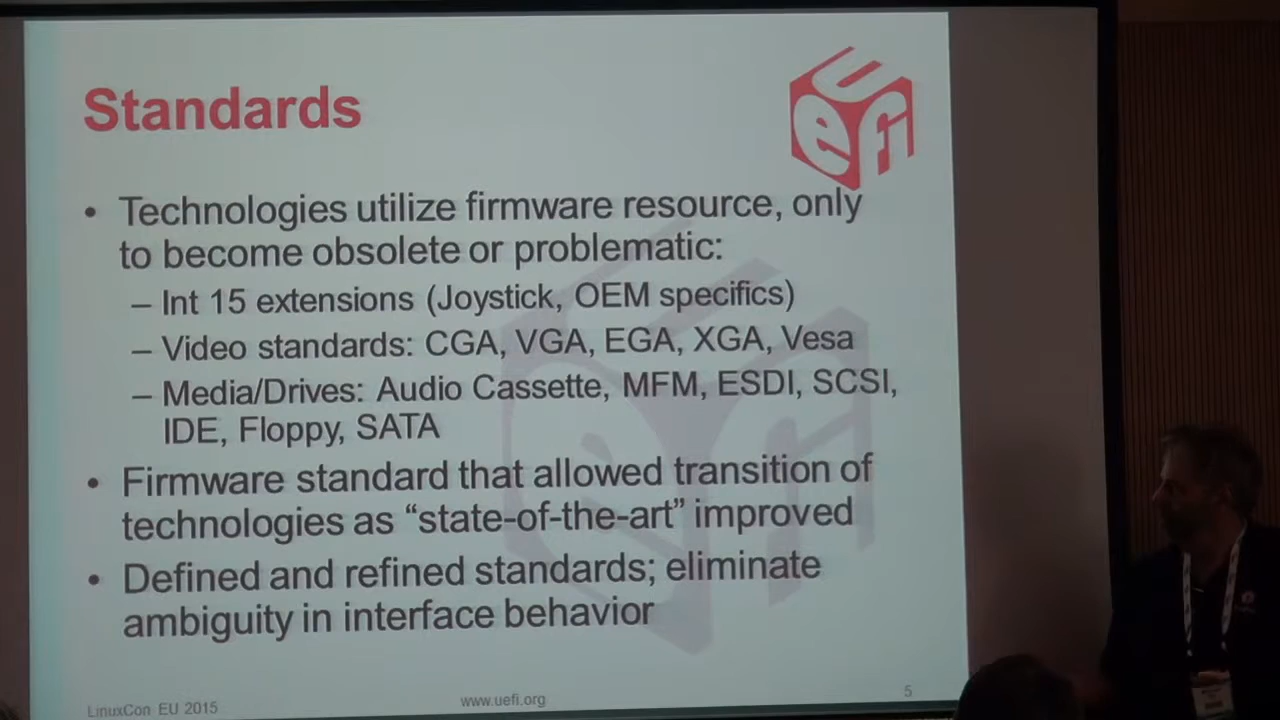 Standards
uefi
• Technologies utilize firmware resource, only
to become obsolete or problematic:
– Int 15 extensions (Joystick, OEM specifics)
– Video standards: CGA, VGA, EGA, XGA, Vesa
– Media/Drives: Audio Cassette, MFM, ESDI, SCSI,
IDE, Floppy, SATA
• Firmware standard that allowed transition of
technologies as “state-of-the-art” improved
• Defined and refined standards; eliminate
ambiguity in interface behavior
LinuxCon EU 2015
www.uefi.org
5